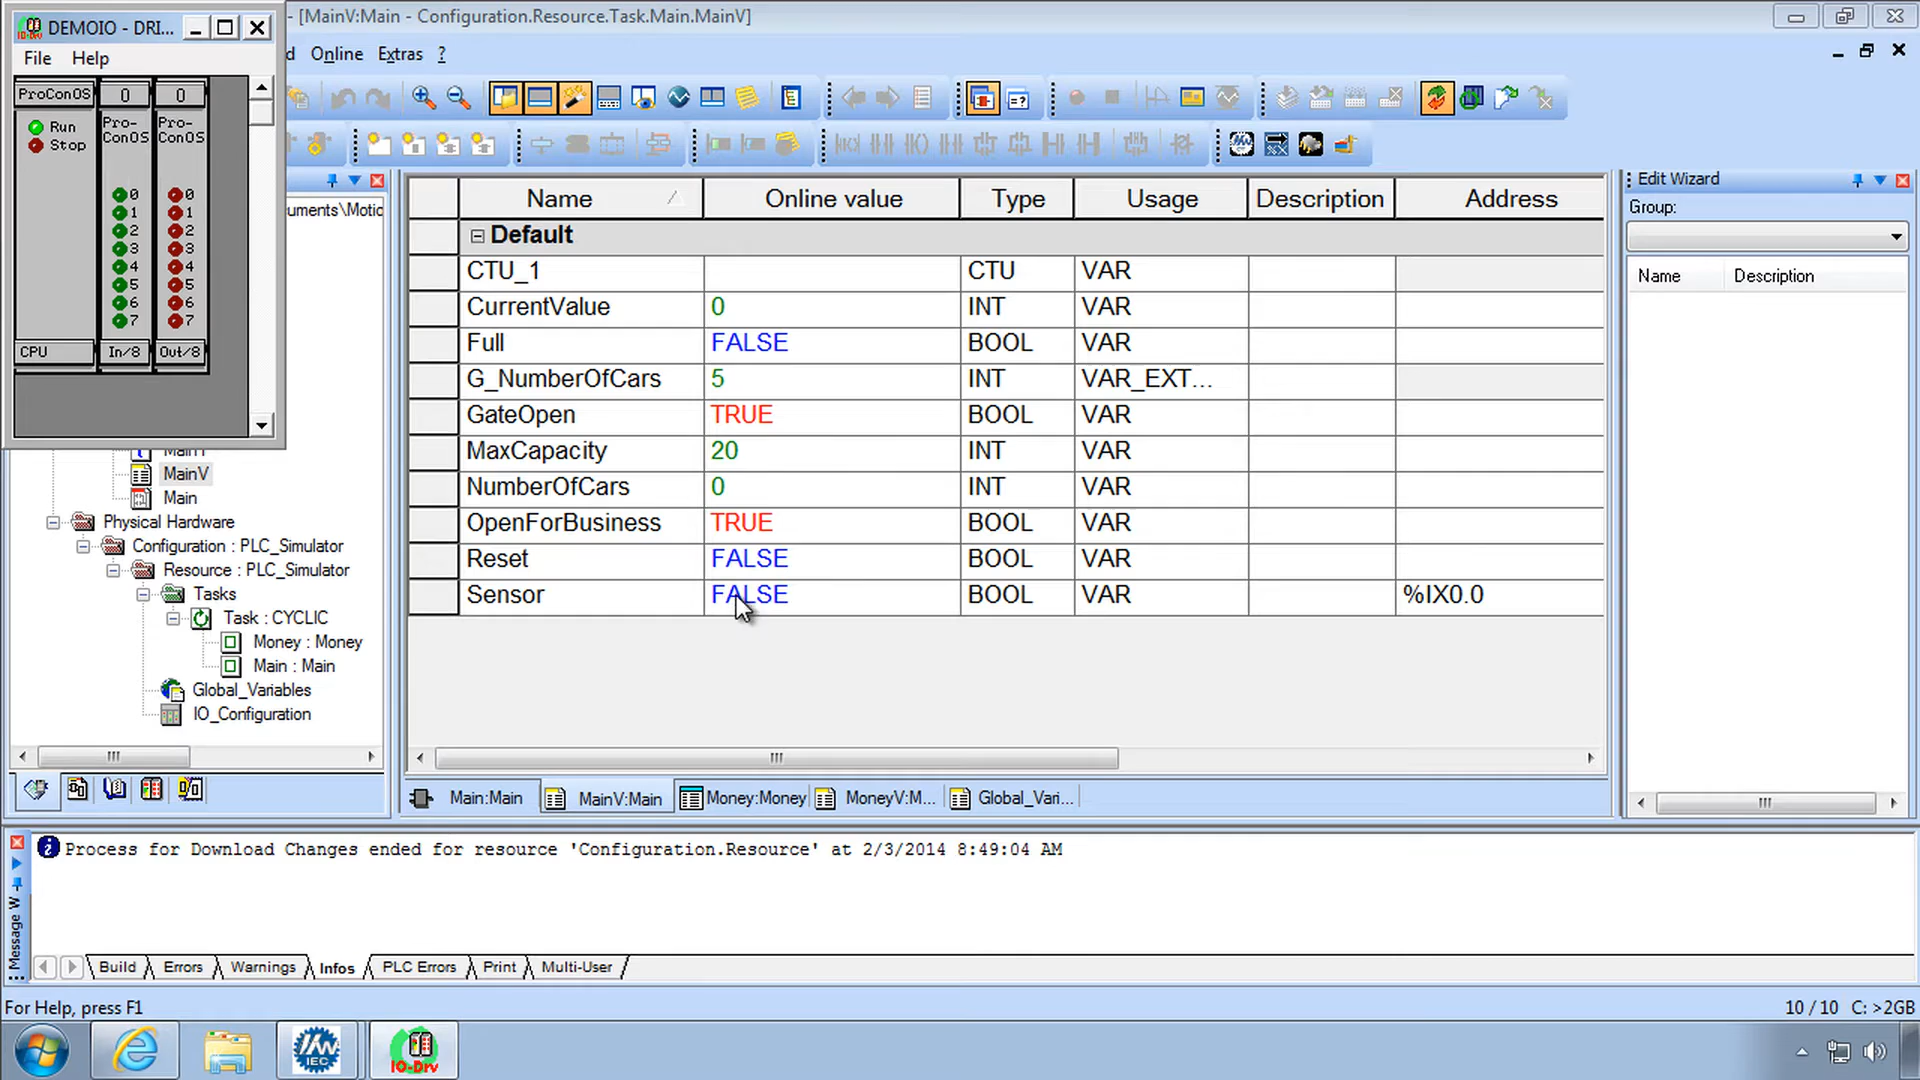 DEMOIO - DRI...
- [MainV:Main - Configuration.Resource.Task.Main.MainV]
File Help
d Online Extras ?
ProConOS 0 0
Run
Stop
Pro-
ConOS
Pro-
ConOS
0 0
1 1
2 2
3 3
4 4
5 5
6 6
7 7
CPU In/8 Out/8
uments\Motic
MainV
Main
Physical Hardware
Configuration : PLC_Simulator
Resource : PLC_Simulator
Tasks
Task : CYCLIC
Money : Money
Main : Main
Global_Variables
IO_Configuration
Name Online value Type Usage Description Address
Default
CTU_1 CTU VAR
CurrentValue 0 INT VAR
Full FALSE BOOL VAR
G_NumberOfCars 5 INT VAR_EXT...
GateOpen TRUE BOOL VAR
MaxCapacity 20 INT VAR
NumberOfCars 0 INT VAR
OpenForBusiness TRUE BOOL VAR
Reset FALSE BOOL VAR
Sensor FALSE BOOL VAR %IX0.0
Edit Wizard
Group:
Name Description
Main:Main MainV:Main Money:Money MoneyV:M... Global_Vari...
Process for Download Changes ended for resource 'Configuration.Resource' at 2/3/2014 8:49:04 AM
Message W
Build Errors Warnings Infos PLC Errors Print Multi-User
For Help, press F1
10 / 10 C: >2GB
IEC
IO-Drv